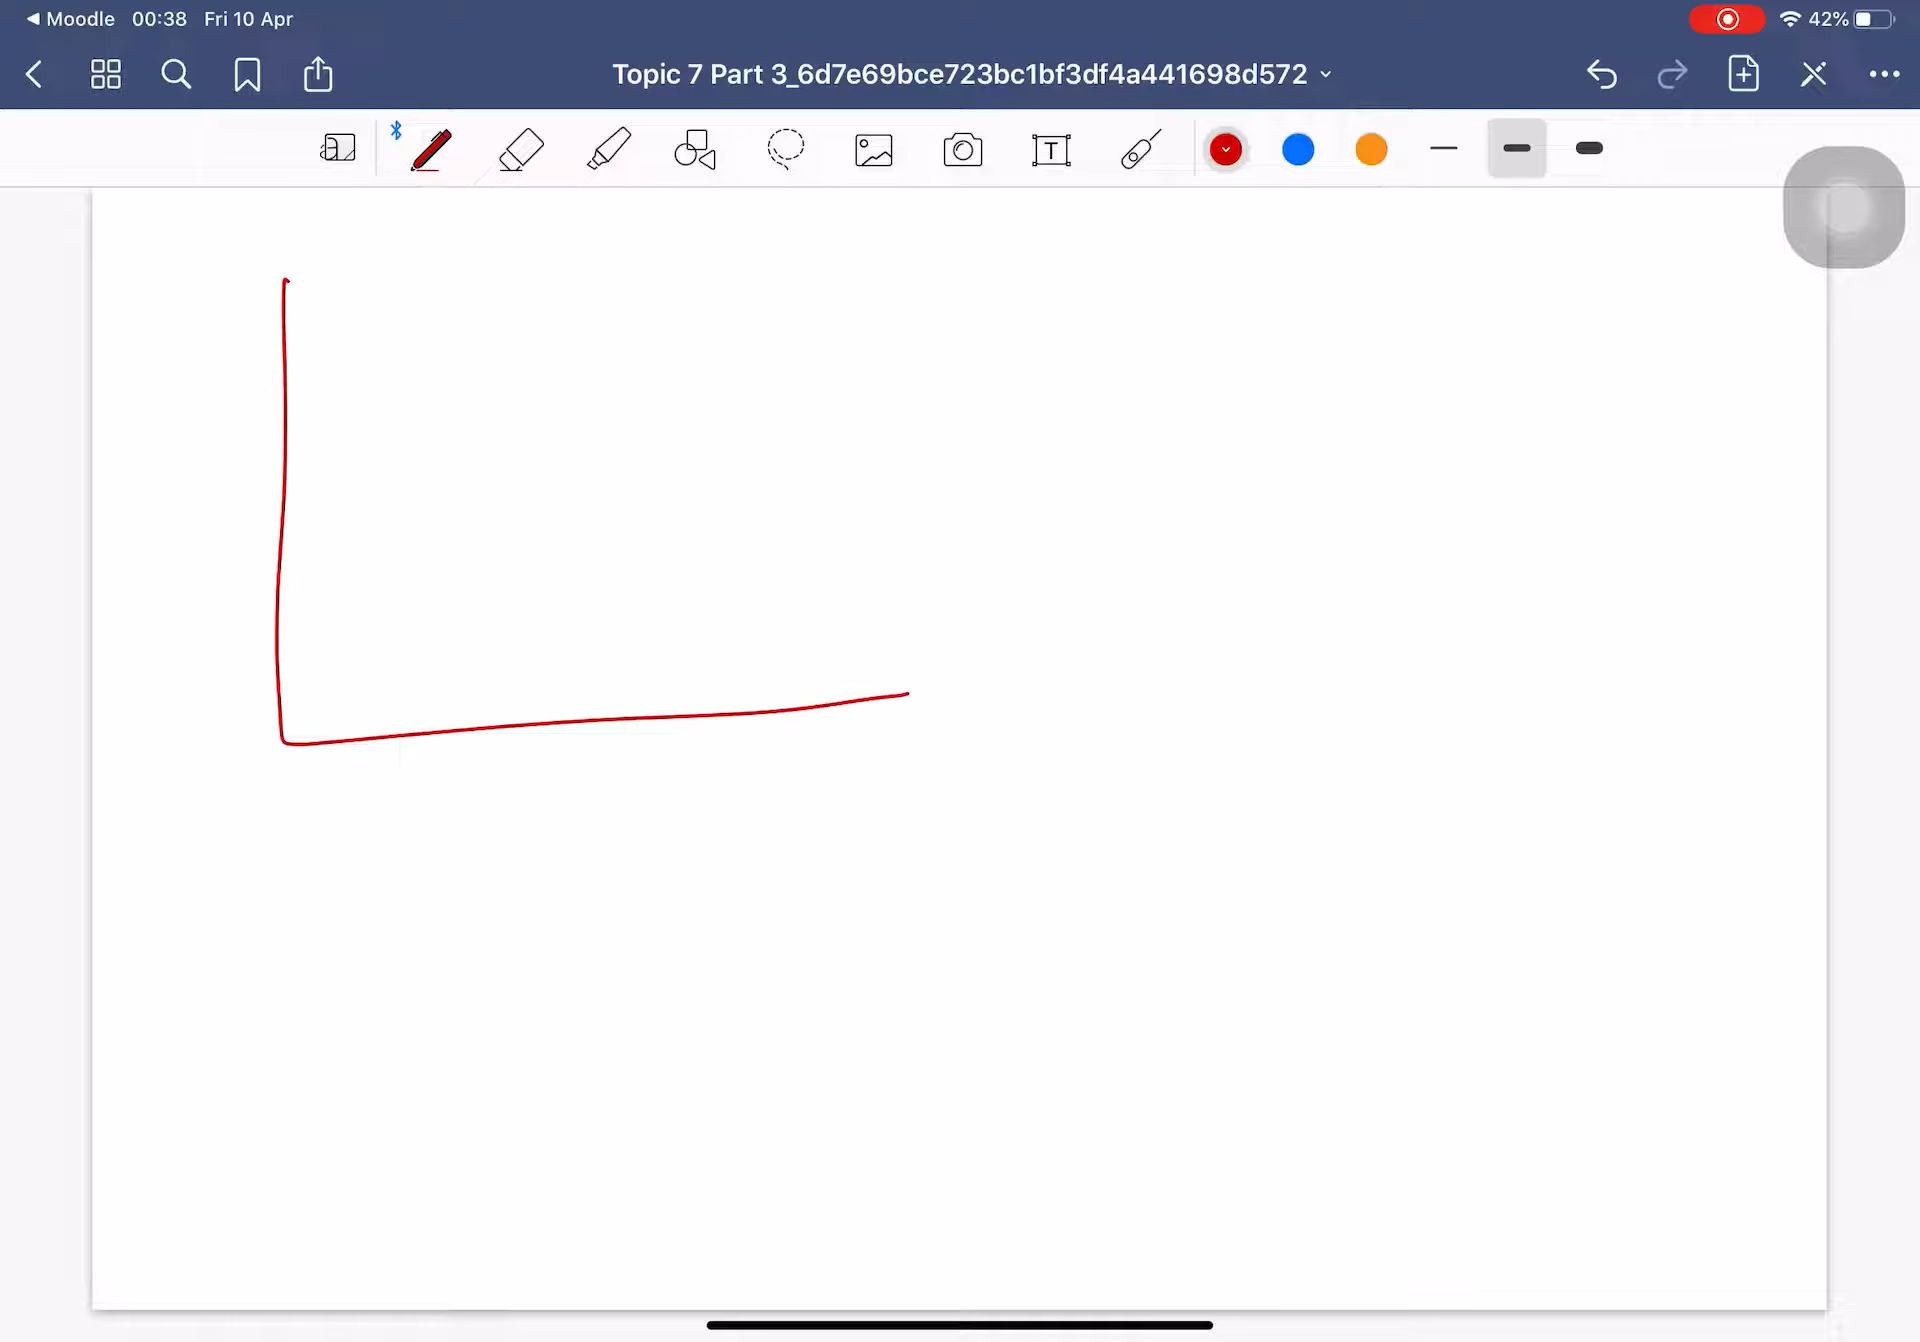 ◀ Moodle 00:38 Fri 10 Apr
42%
Topic 7 Part 3_6d7e69bce723bc1bf3df4a441698d572
a
T